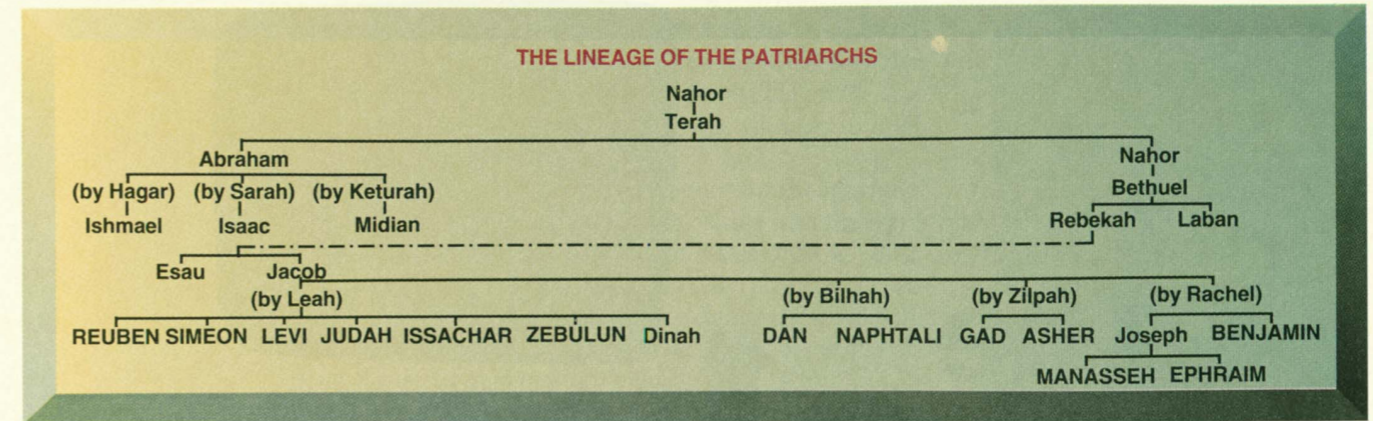 THE LINEAGE OF THE PATRIARCHS
Nahor
Terah
Abraham Nahor
(by Hagar) (by Sarah) (by Keturah) Bethuel
Ishmael Isaac Midian Rebekah Laban
Esau Jacob
(by Leah) (by Bilhah) (by Zilpah) (by Rachel)
REUBEN SIMEON LEVI JUDAH ISSACHAR ZEBULUN Dinah DAN NAPHTALI GAD ASHER Joseph BENJAMIN
MANASSEH EPHRAIM